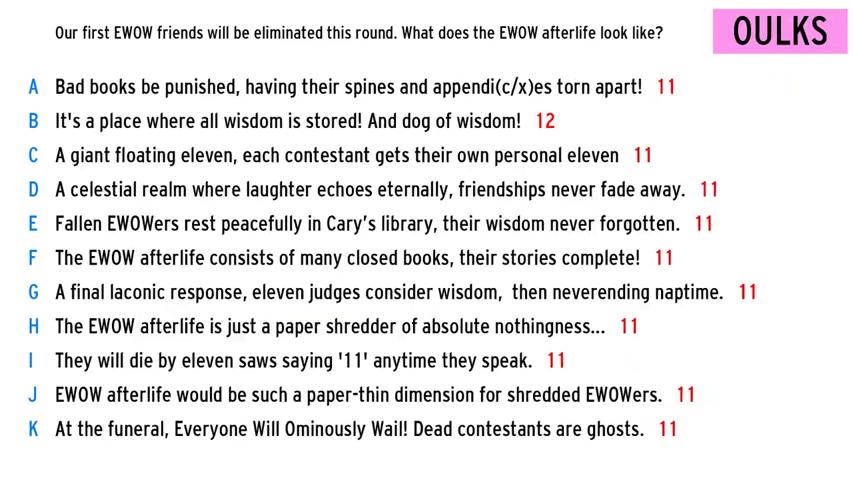 Our first EWOW friends will be eliminated this round. What does the EWOW afterlife look like?
OULKS
A Bad books be punished, having their spines and appendi(c/x)es torn apart! 11
B It's a place where all wisdom is stored! And dog of wisdom! 12
C A giant floating eleven, each contestant gets their own personal eleven 11
D A celestial realm where laughter echoes eternally, friendships never fade away. 11
E Fallen EWOWers rest peacefully in Cary’s library, their wisdom never forgotten. 11
F The EWOW afterlife consists of many closed books, their stories complete! 11
G A final laconic response, eleven judges consider wisdom,  then neverending naptime. 11
H The EWOW afterlife is just a paper shredder of absolute nothingness... 11
I They will die by eleven saws saying '11' anytime they speak. 11
J EWOW afterlife would be such a paper-thin dimension for shredded EWOWers. 11
K At the funeral, Everyone Will Ominously Wail! Dead contestants are ghosts. 11